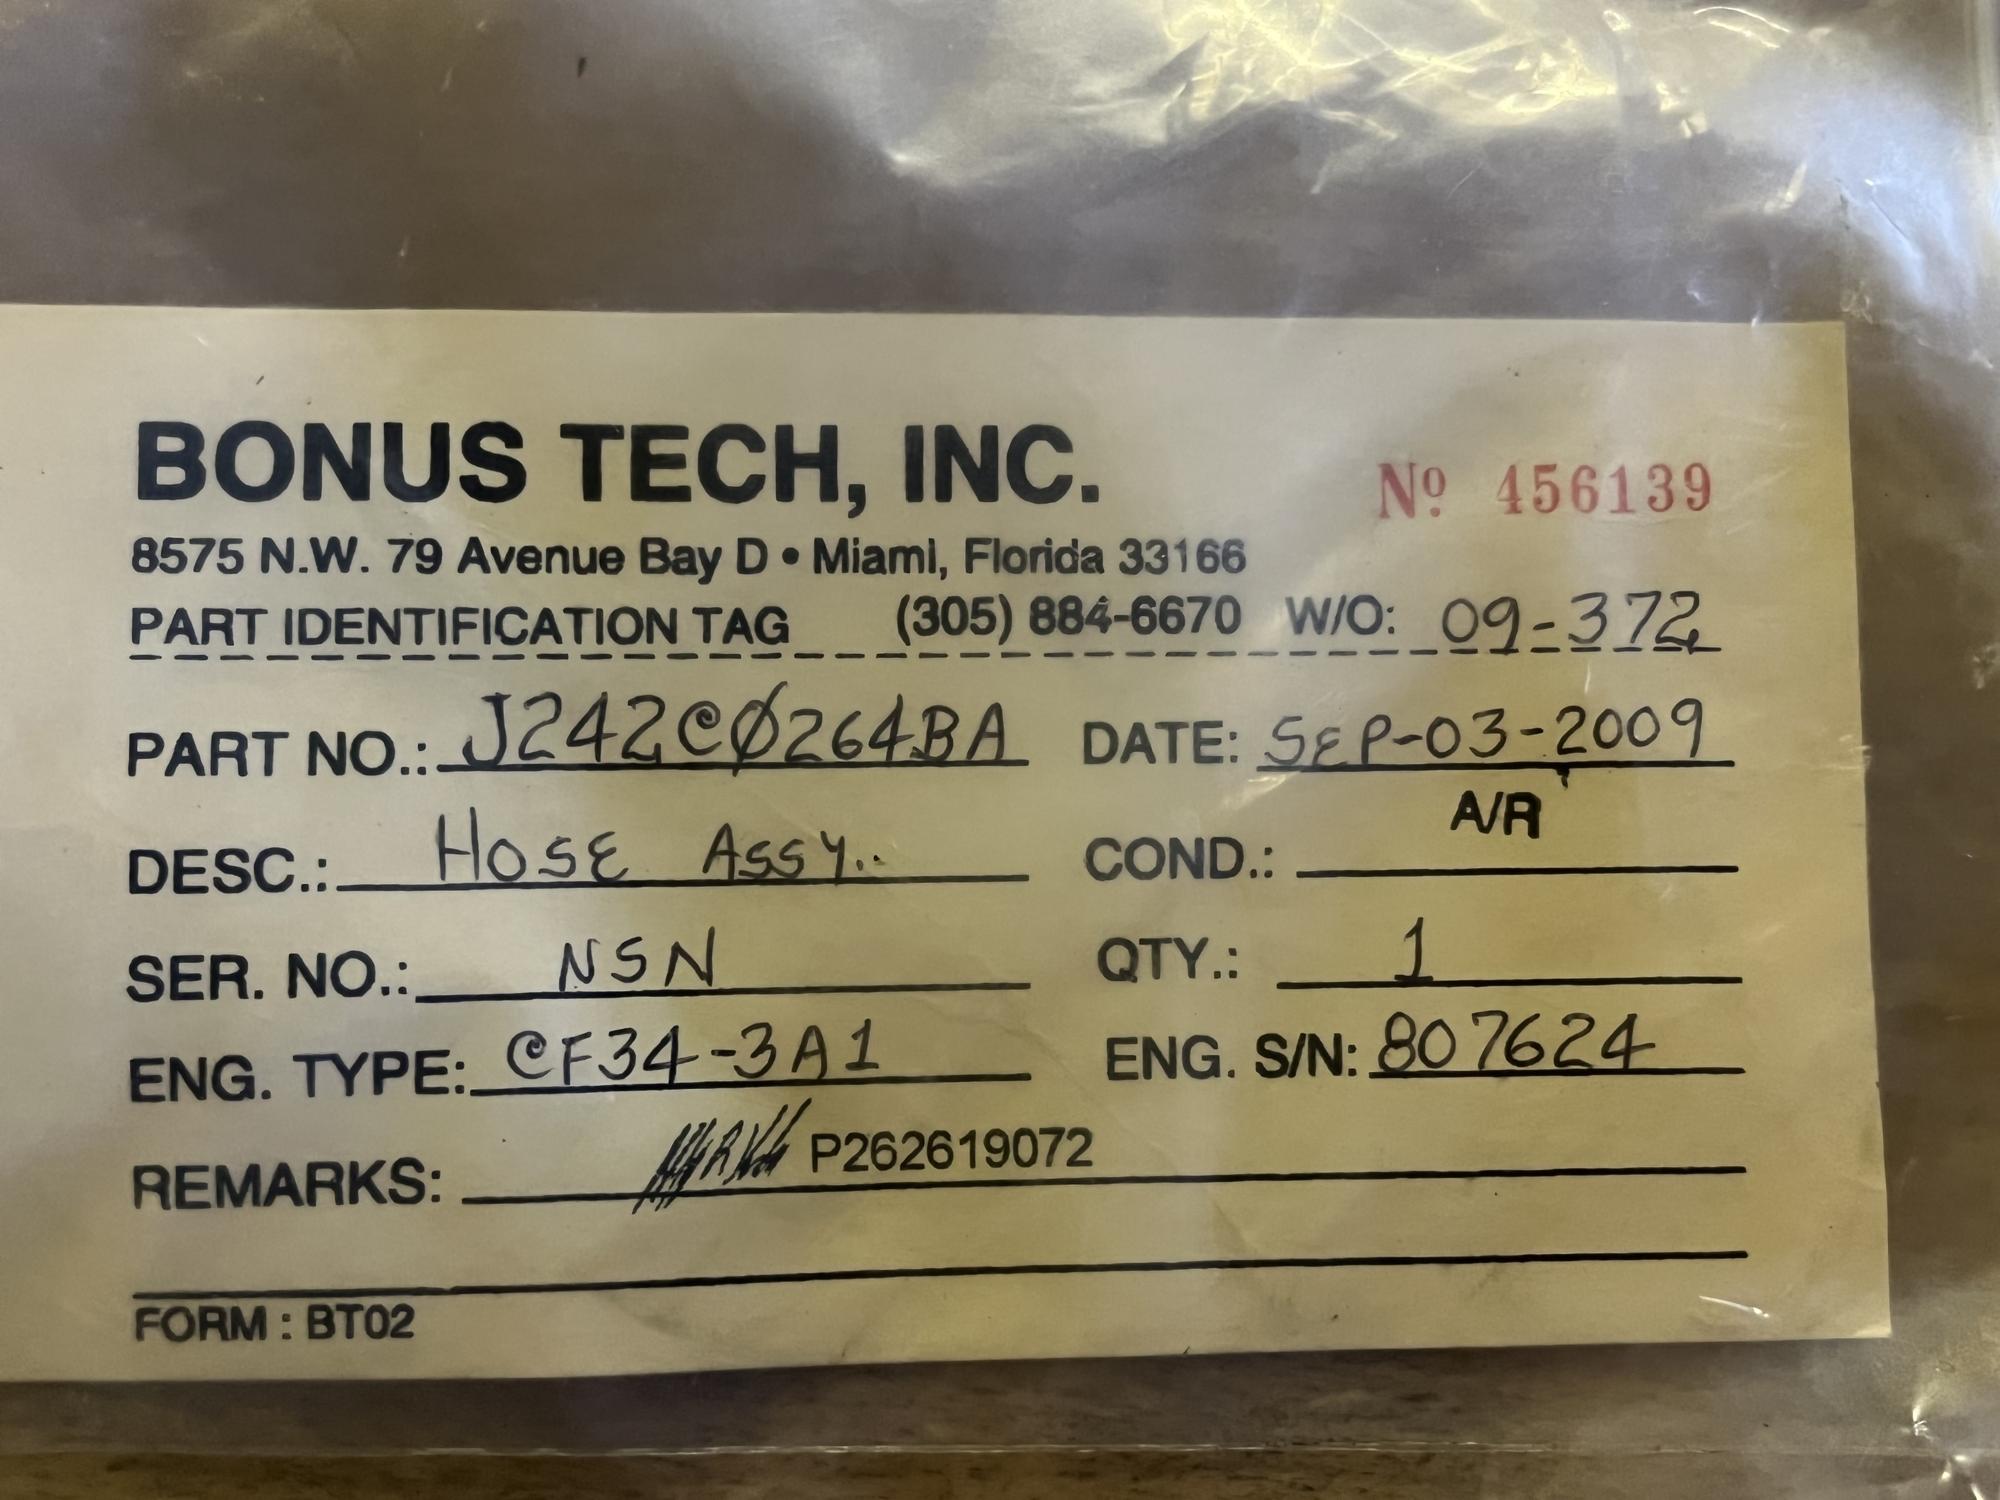 BONUS TECH, INC.
Nº 456139
8575 N.W. 79 Avenue Bay D • Miami, Florida 33166
PART IDENTIFICATION TAG (305) 884-6670 W/O: 09-372
PART NO.: J242CØ264BA DATE: SEP-03-2009
DESC.: HOSE ASSY.. COND.: A/R
SER. NO.: NSN QTY.: 1
ENG. TYPE: CF34-3A1 ENG. S/N: 807624
REMARKS: P262619072
FORM : BT02